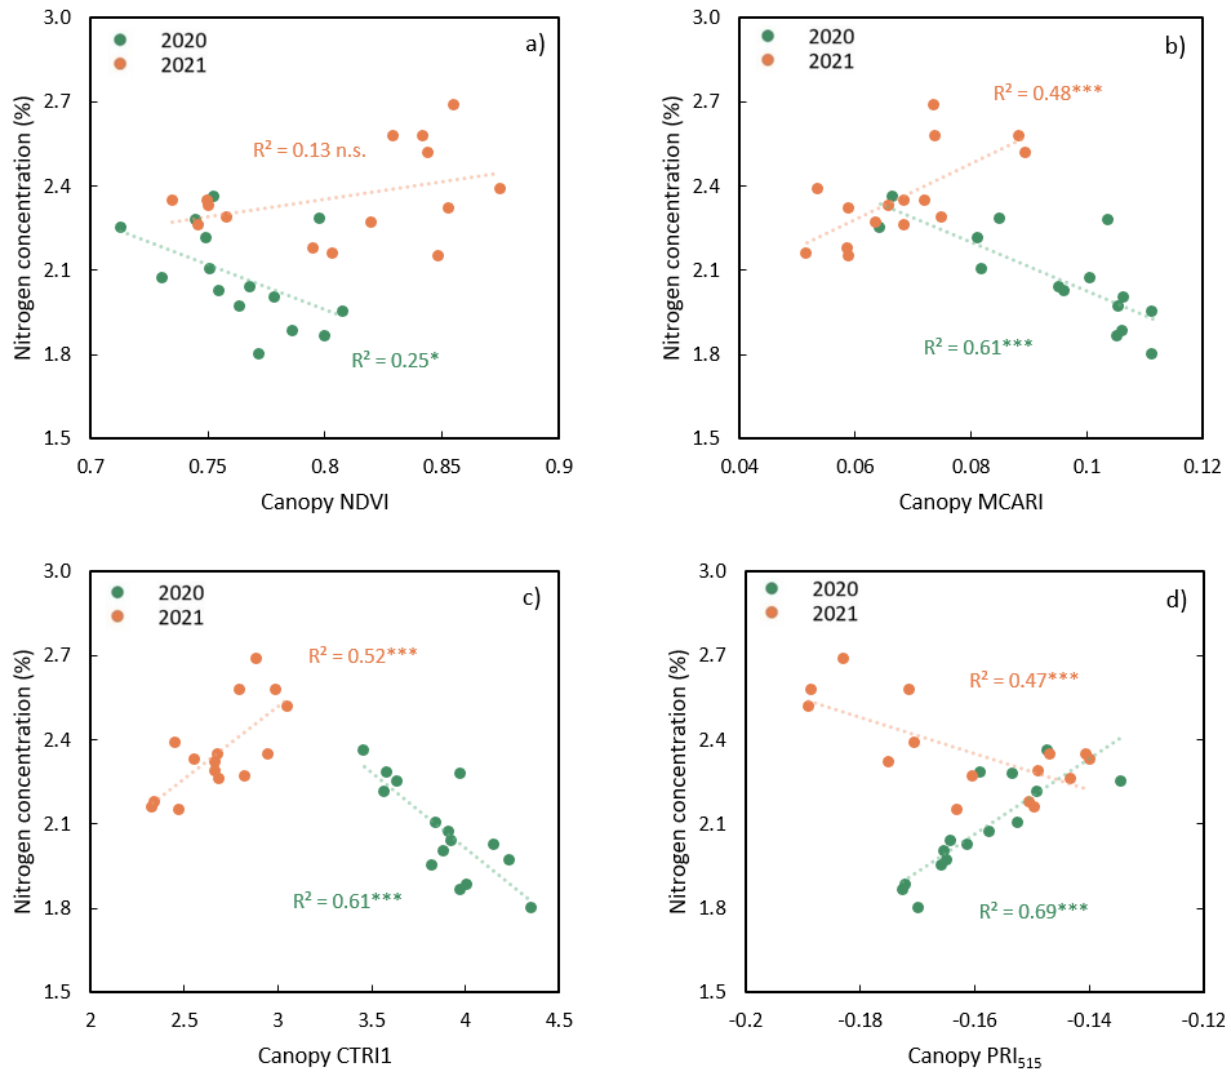 3.0
2020
a)
2021
2.7
R² = 0.13 n.s.
2.4
2.1
1.8
R² = 0.25*
1.5
0.7 0.75 0.8 0.85 0.9
Nitrogen concentration (%)
Canopy NDVI
3.0
2020
b)
2021
2.7
R² = 0.48***
2.4
2.1
1.8
R² = 0.61***
1.5
0.04 0.06 0.08 0.1 0.12
Nitrogen concentration (%)
Canopy MCARI
3.0
2020
c)
2021
2.7
R² = 0.52***
2.4
2.1
1.8
R² = 0.61***
1.5
2 2.5 3 3.5 4 4.5
Nitrogen concentration (%)
Canopy CTRI1
3.0
2020
d)
2021
2.7
R² = 0.47***
2.4
2.1
1.8
R² = 0.69***
1.5
-0.2 -0.18 -0.16 -0.14 -0.12
Nitrogen concentration (%)
Canopy PRI₅₁₅